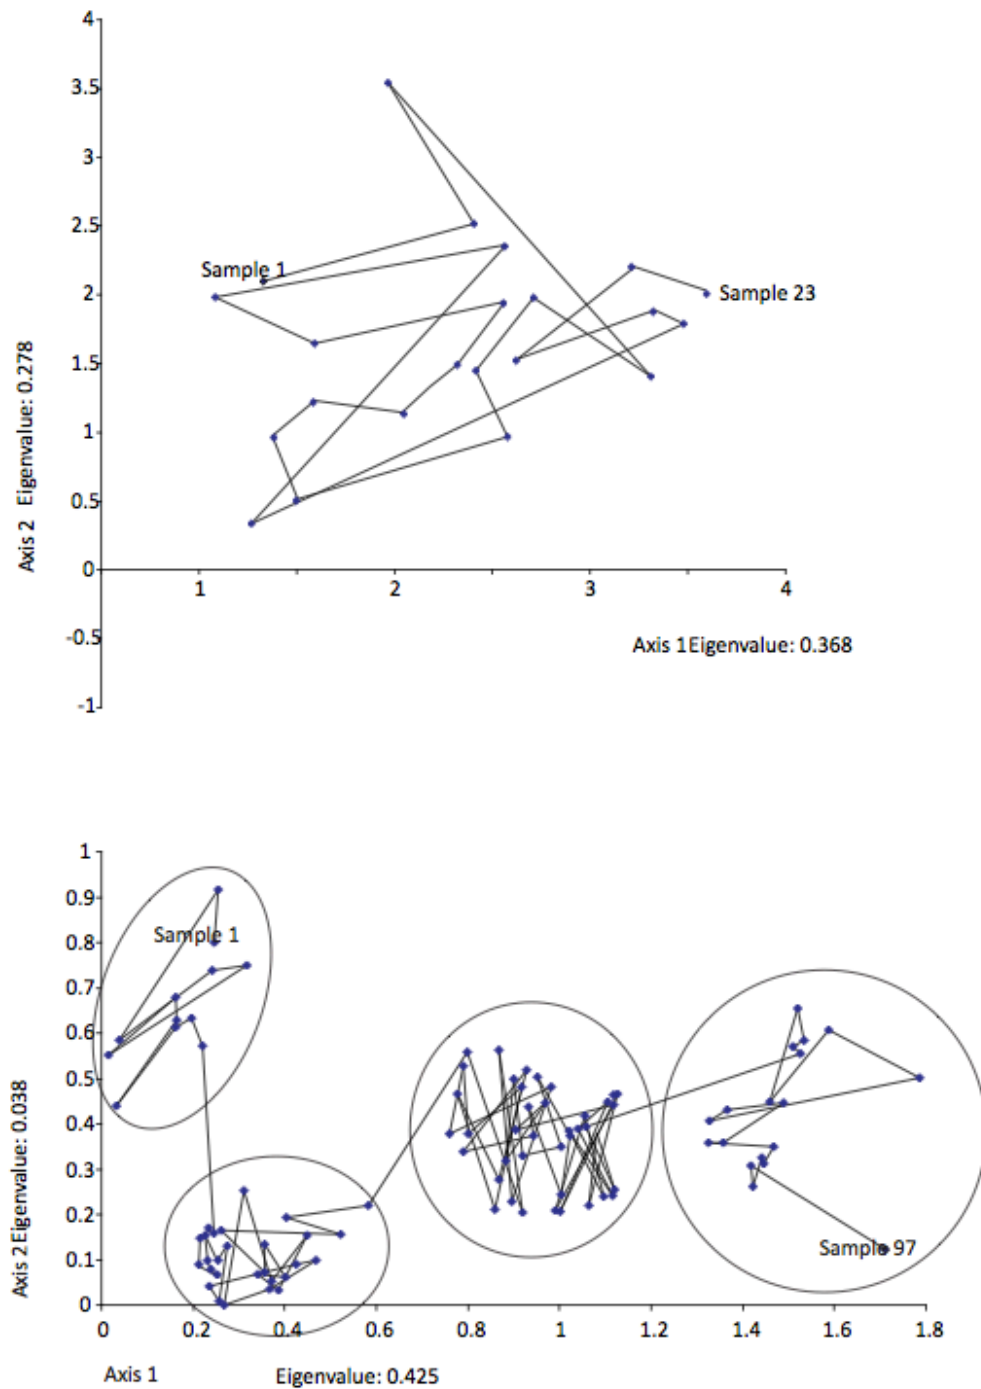 4
3.5
3
2.5
Sample 1
2
Sample 23
1.5
1
0.5
0
1 2 3 4
-0.5
-1
Axis 2 Eigenvalue: 0.278
Axis 1Eigenvalue: 0.368
1
0.9
0.8
Sample 1
0.7
0.6
0.5
0.4
0.3
0.2
0.1
Sample 97
0
0 0.2 0.4 0.6 0.8 1 1.2 1.4 1.6 1.8
Axis 2 Eigenvalue: 0.038
Axis 1 Eigenvalue: 0.425